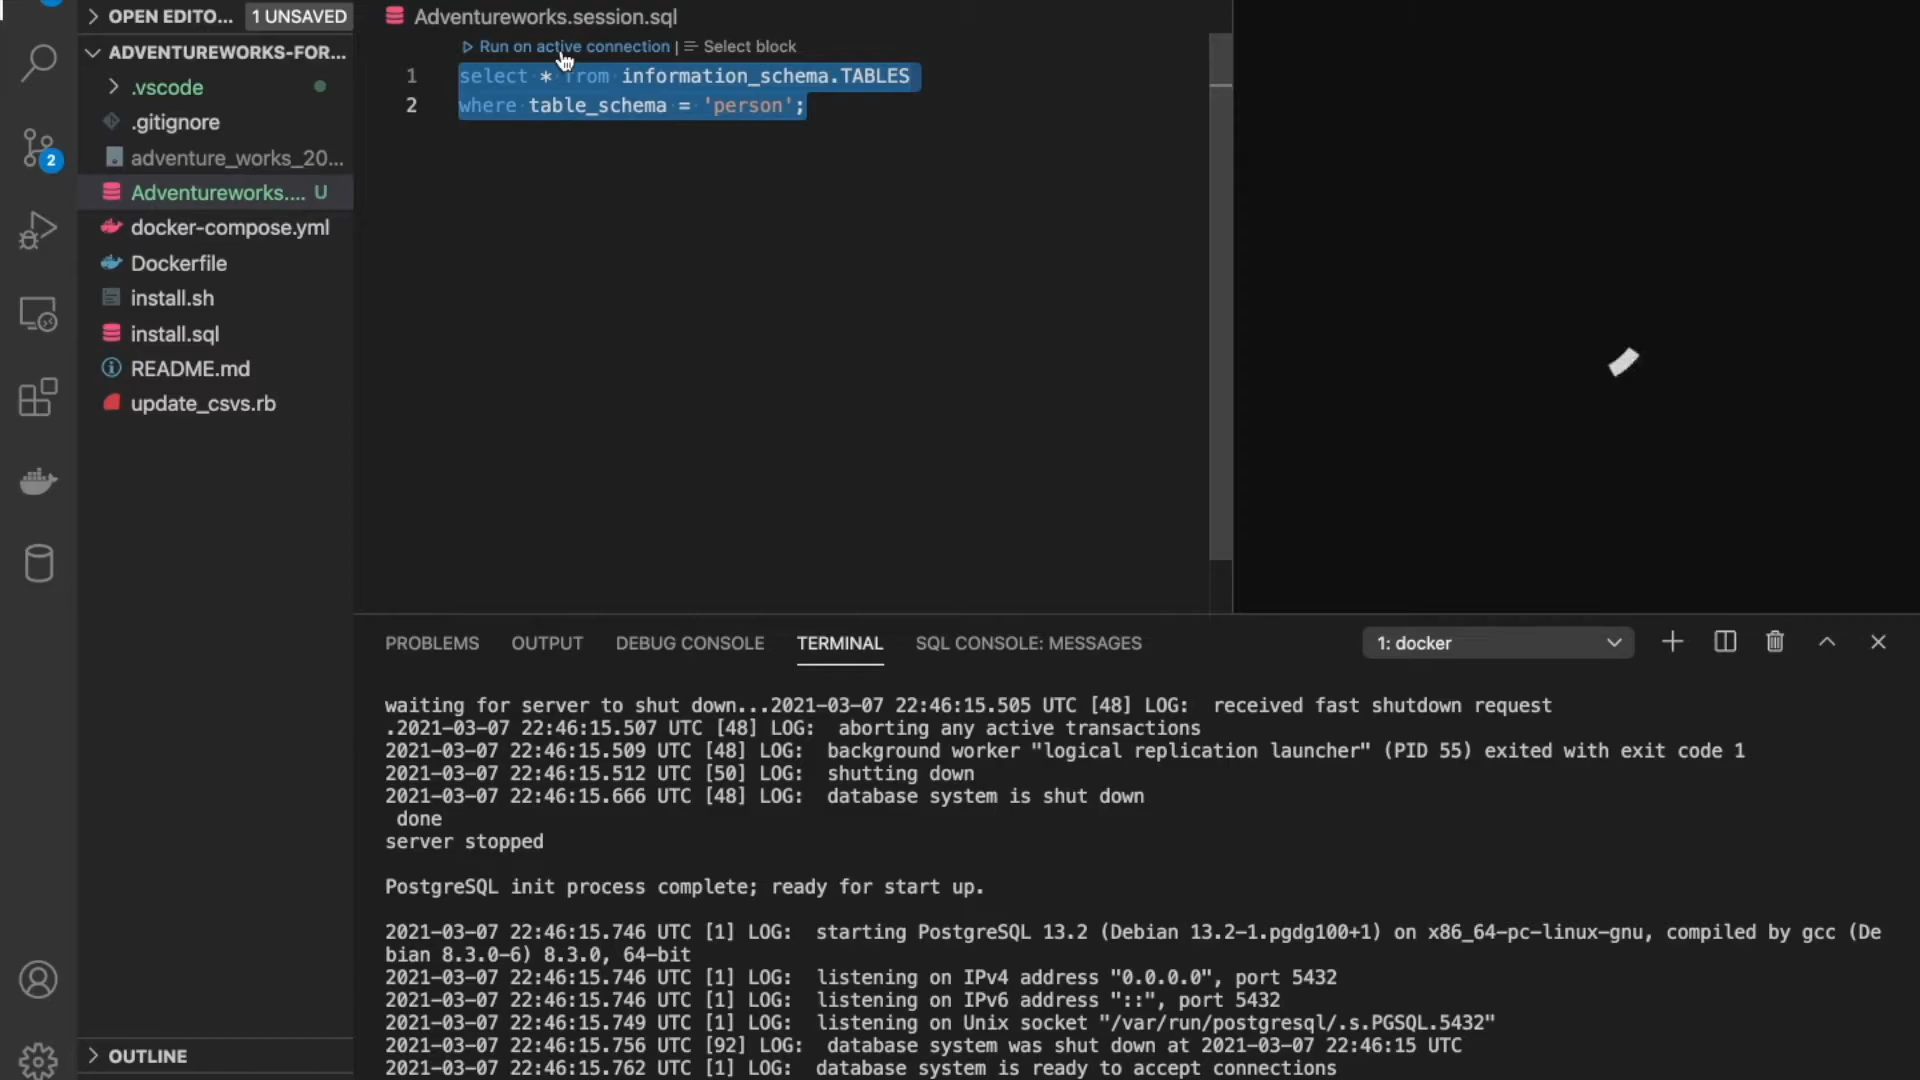 OPEN EDITO... 1 UNSAVED
ADVENTUREWORKS-FOR...
.vscode
.gitignore
adventure_works_20...
Adventureworks.... U
docker-compose.yml
Dockerfile
install.sh
install.sql
README.md
update_csvs.rb
OUTLINE
2
Adventureworks.session.sql
Run on active connection | Select block
1 select * from information_schema.TABLES
2 where table_schema = 'person';
PROBLEMS OUTPUT DEBUG CONSOLE TERMINAL SQL CONSOLE: MESSAGES 1: docker
waiting for server to shut down...2021-03-07 22:46:15.505 UTC [48] LOG:  received fast shutdown request
.2021-03-07 22:46:15.507 UTC [48] LOG:  aborting any active transactions
2021-03-07 22:46:15.509 UTC [48] LOG:  background worker "logical replication launcher" (PID 55) exited with exit code 1
2021-03-07 22:46:15.512 UTC [50] LOG:  shutting down
2021-03-07 22:46:15.666 UTC [48] LOG:  database system is shut down
done
server stopped
PostgreSQL init process complete; ready for start up.
2021-03-07 22:46:15.746 UTC [1] LOG:  starting PostgreSQL 13.2 (Debian 13.2-1.pgdg100+1) on x86_64-pc-linux-gnu, compiled by gcc (De
bian 8.3.0-6) 8.3.0, 64-bit
2021-03-07 22:46:15.746 UTC [1] LOG:  listening on IPv4 address "0.0.0.0", port 5432
2021-03-07 22:46:15.746 UTC [1] LOG:  listening on IPv6 address "::", port 5432
2021-03-07 22:46:15.749 UTC [1] LOG:  listening on Unix socket "/var/run/postgresql/.s.PGSQL.5432"
2021-03-07 22:46:15.756 UTC [92] LOG:  database system was shut down at 2021-03-07 22:46:15 UTC
2021-03-07 22:46:15.762 UTC [1] LOG:  database system is ready to accept connections